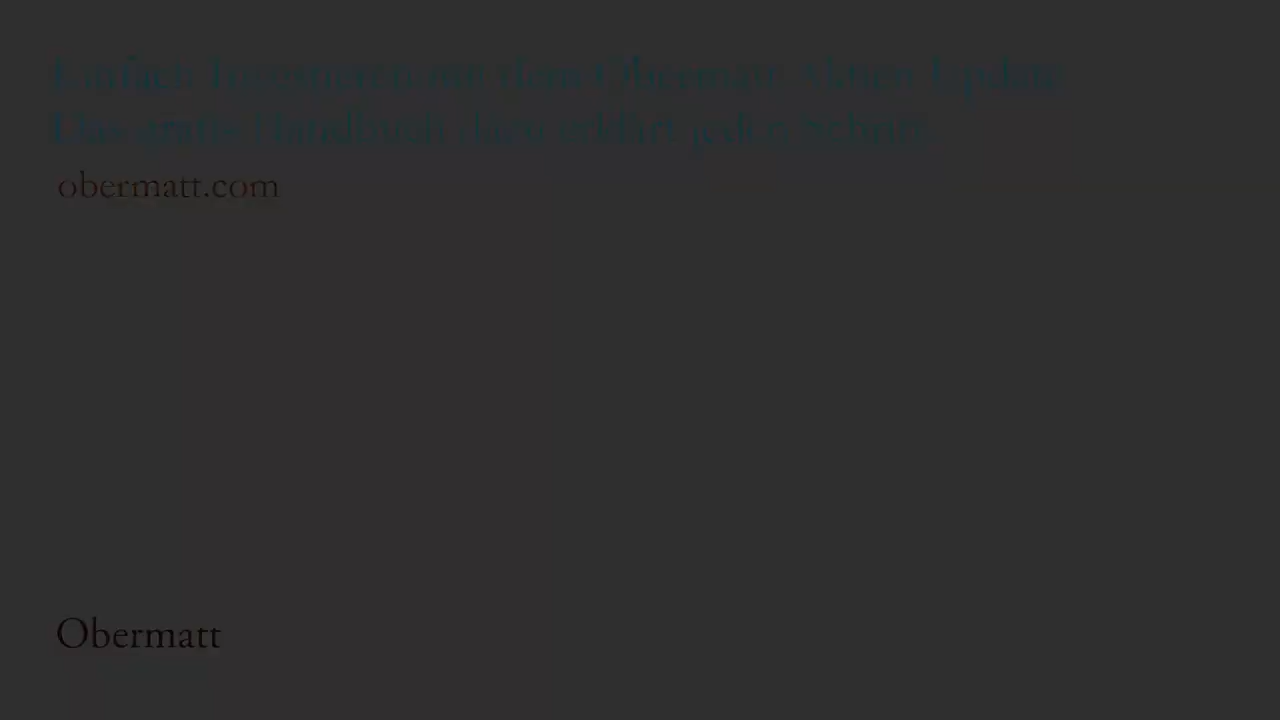 Einfach Investieren mit dem Obermatt Aktien Update
Das gratis Handbuch dazu erklärt jeden Schritt
obermatt.com
Obermatt